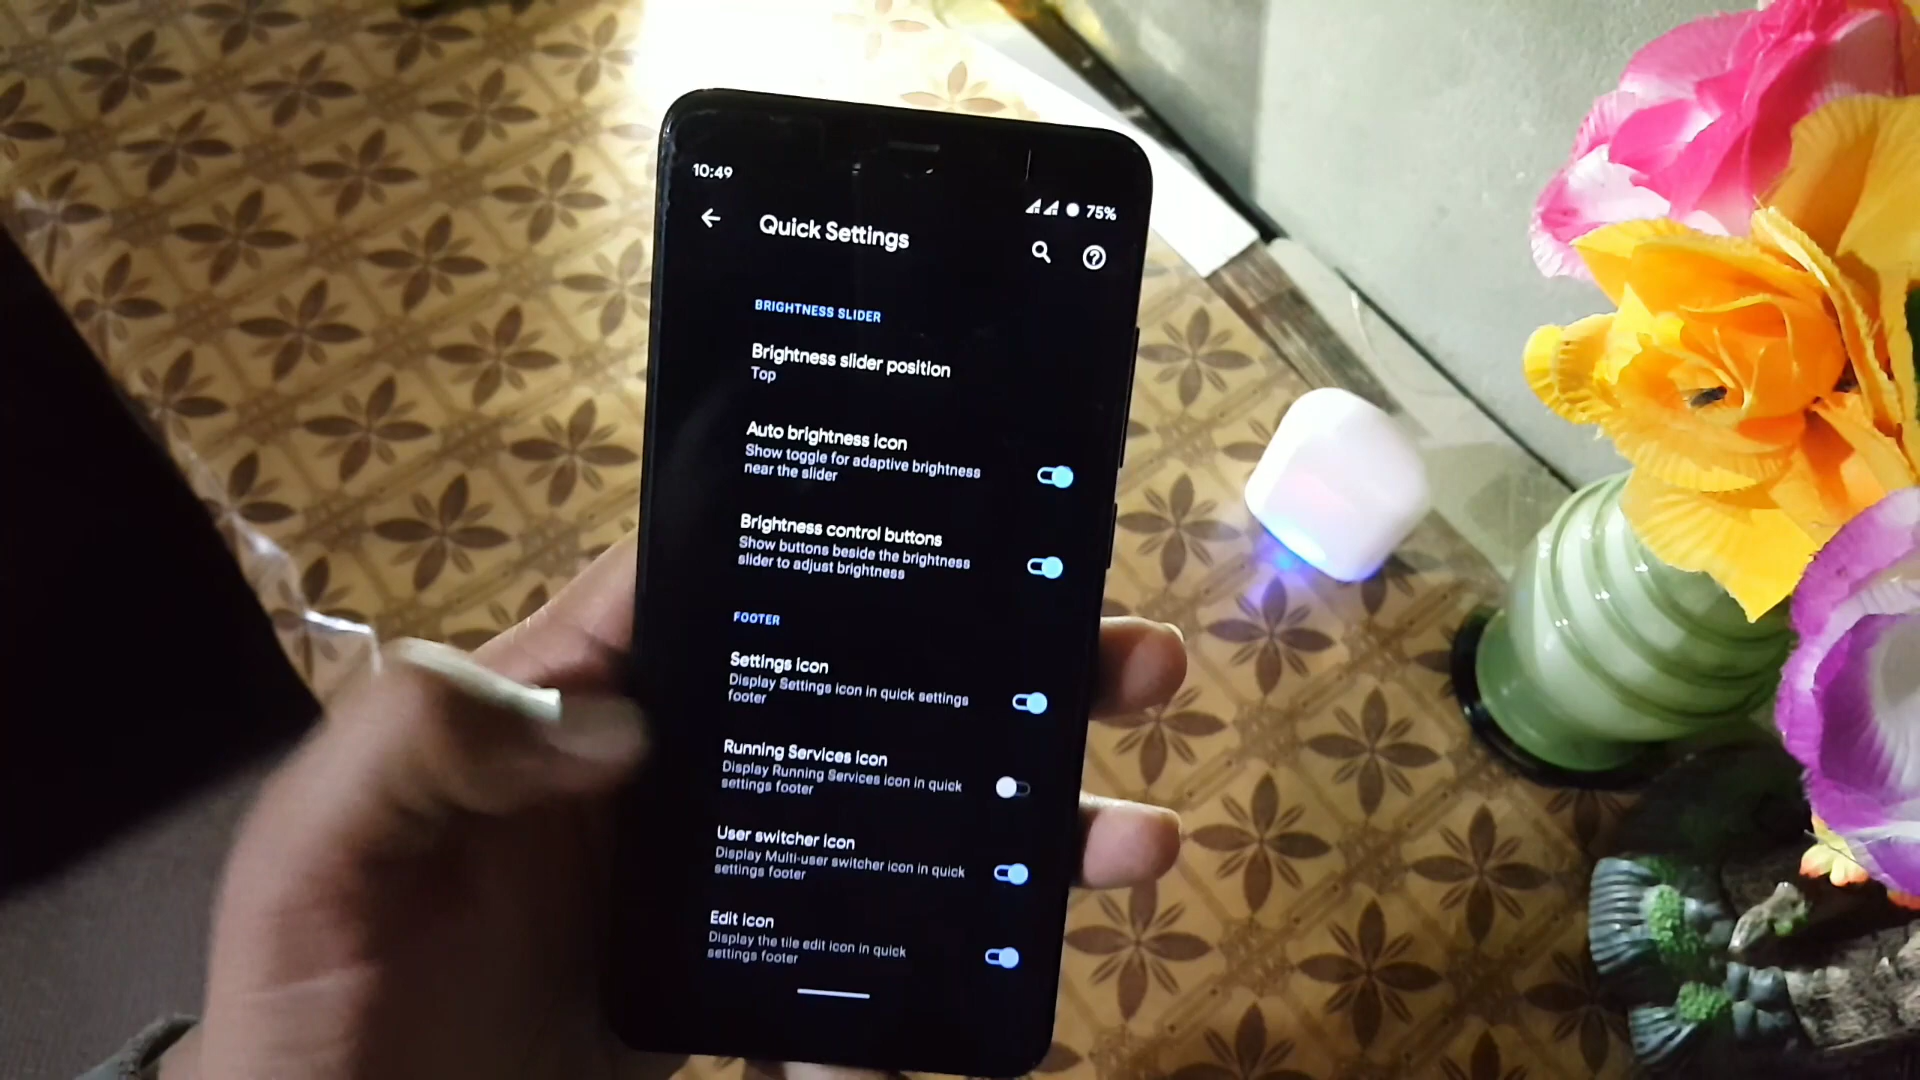 10:49
75%
Quick Settings
BRIGHTNESS SLIDER
Brightness slider position
Top
Auto brightness icon
Show toggle for adaptive brightness
near the slider
Brightness control buttons
Show buttons beside the brightness
slider to adjust brightness
FOOTER
Settings icon
Display Settings icon in quick settings
footer
Running Services icon
Display Running Services icon in quick
settings footer
User switcher icon
Display Multi-user switcher icon in quick
settings footer
Edit icon
Display the tile edit icon in quick
settings footer